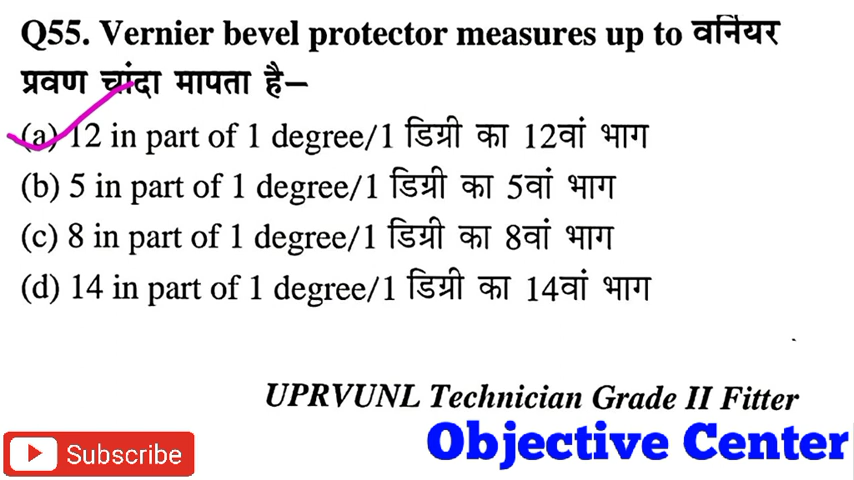 Q55. Vernier bevel protector measures up to वर्नियर
प्रवण चांदा मापता है–
(a) 12 in part of 1 degree/1 डिग्री का 12वां भाग
(b) 5 in part of 1 degree/1 डिग्री का 5वां भाग
(c) 8 in part of 1 degree/1 डिग्री का 8वां भाग
(d) 14 in part of 1 degree/1 डिग्री का 14वां भाग
UPRVUNL Technician Grade II Fitter
Objective Center
Subscribe